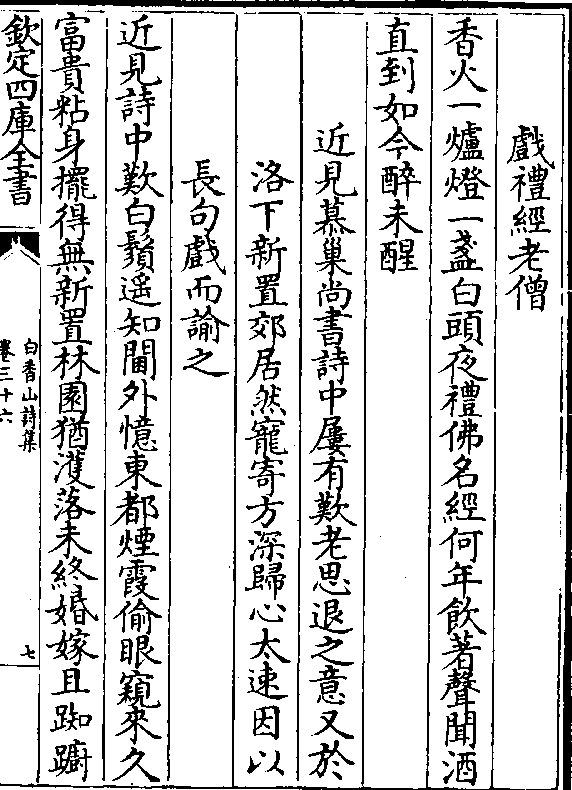 戲禮經老僧
香火一爐燈一盞白頭夜禮佛名經何年飲著聲聞酒
直到如今醉未醒
近見慕巢尚書詩中屢有歎老思退之意又於
洛下新置郊居然寵寄方深歸心太速因以
長句戲而諭之
近見詩中歎白鬚遥知閫外憶東都煙霞偷眼窺來久
富貴粘身擺得無新置林園猶濩落未終婚嫁且踟躕
欽定四庫全書
白香山詩集
卷三十六
七